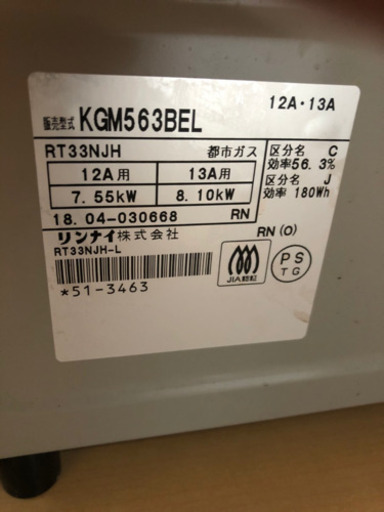 12A・13A
販売型式 KGM563BEL
RT33NJH 都市ガス
12A用 13A用
7.55kW 8.10kW
18.04-030668 RN
区分名 C
効率56.3%
区分名 J
効率 180Wh
リンナイ株式会社
RT33NJH-L
RN(O)
*51-3463
JIA認証
PS
TG